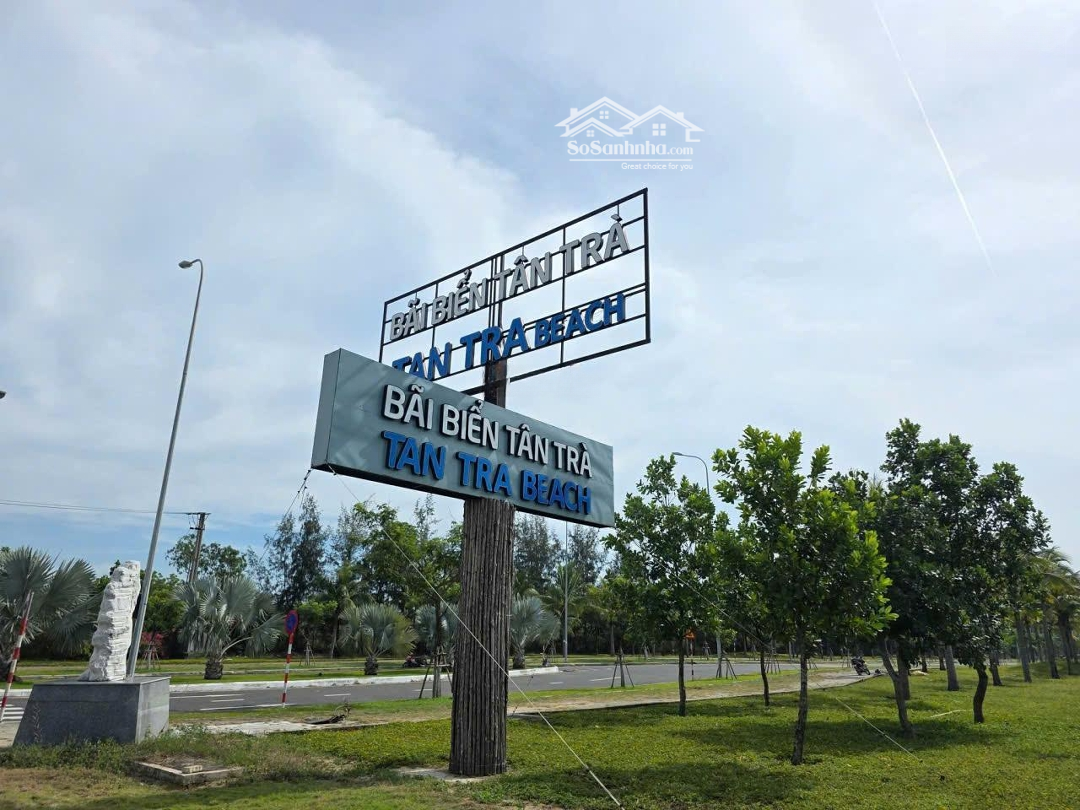 SoSanhnha.com
Great choice for you
BÃI BIỂN TÂN TRÀ
TAN TRA BEACH
BÃI BIỂN TÂN TRÀ
TAN TRA BEACH